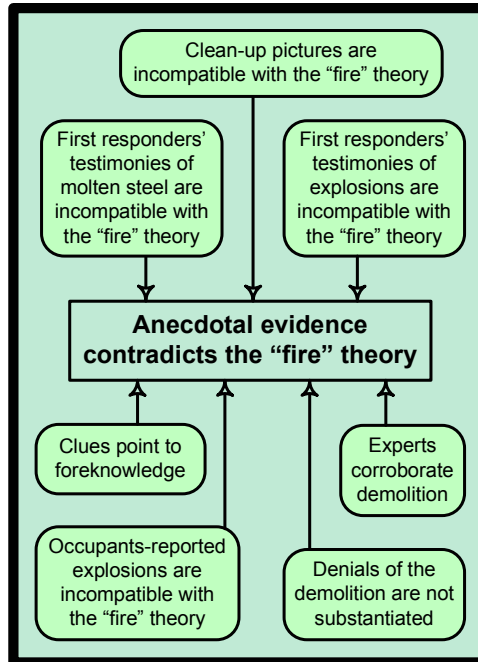 Clean-up pictures are
incompatible with the “fire” theory
First responders’
testimonies of
molten steel are
incompatible with
the “fire” theory
First responders’
testimonies of
explosions are
incompatible with
the “fire” theory
Anecdotal evidence
contradicts the “fire” theory
Clues point to
foreknowledge
Experts
corroborate
demolition
Occupants-reported
explosions are
incompatible with
the “fire” theory
Denials of the
demolition are not
substantiated